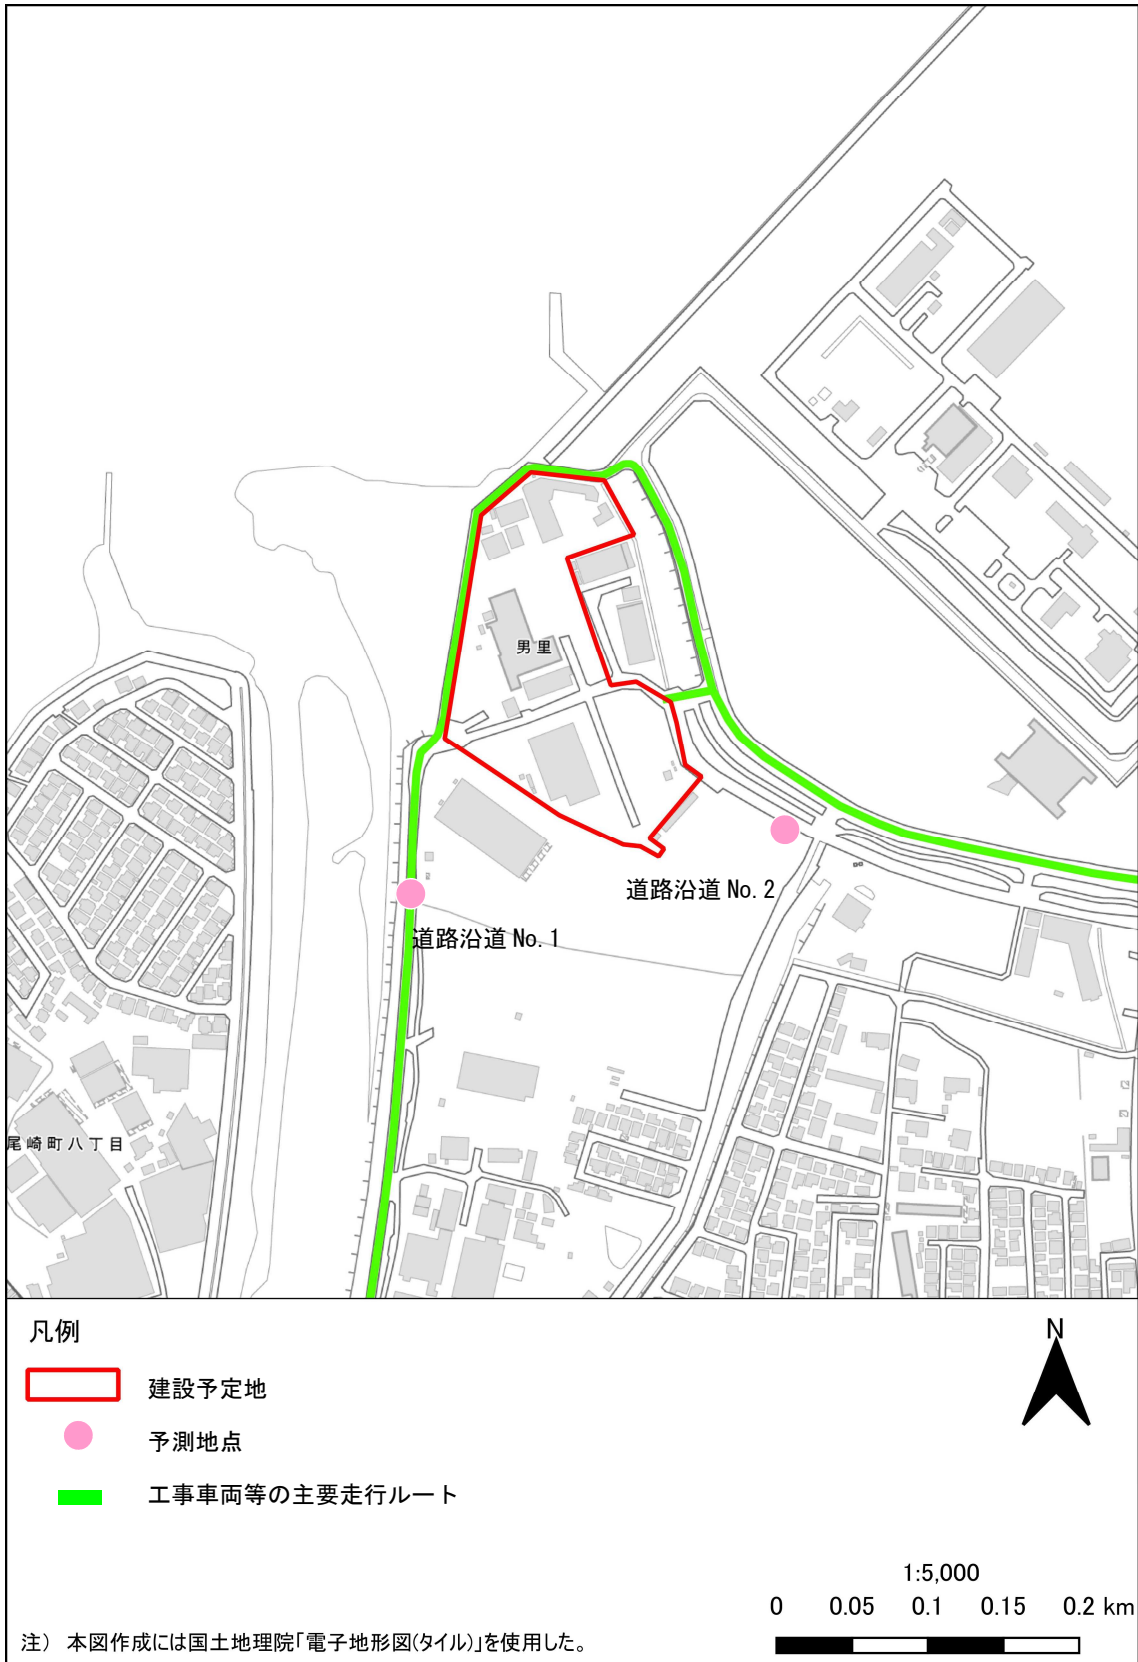 男里
道路沿道 No. 2
道路沿道 No. 1
尾崎町八丁目
凡例
N
建設予定地
予測地点
工事車両等の主要走行ルート
1:5,000
0 0.05 0.1 0.15 0.2 km
注） 本図作成には国土地理院「電子地形図(タイル)」を使用した。